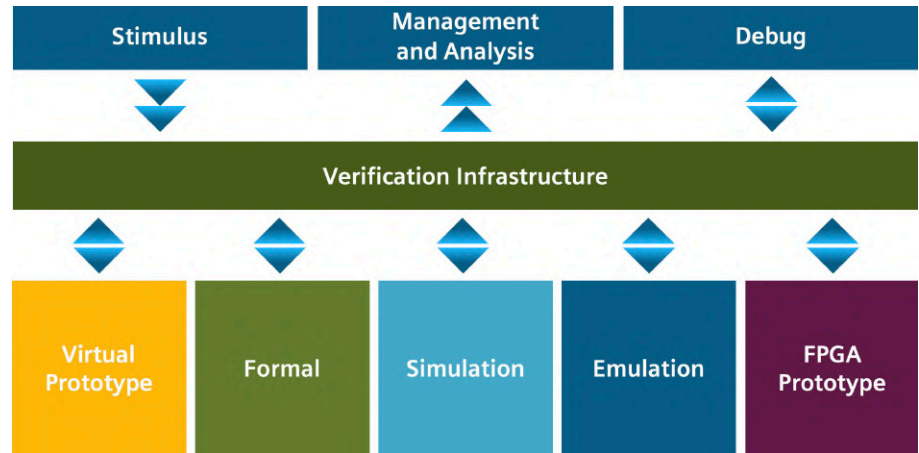 Stimulus
Management
and Analysis
Debug
Verification Infrastructure
Virtual
Prototype
Formal
Simulation
Emulation
FPGA
Prototype